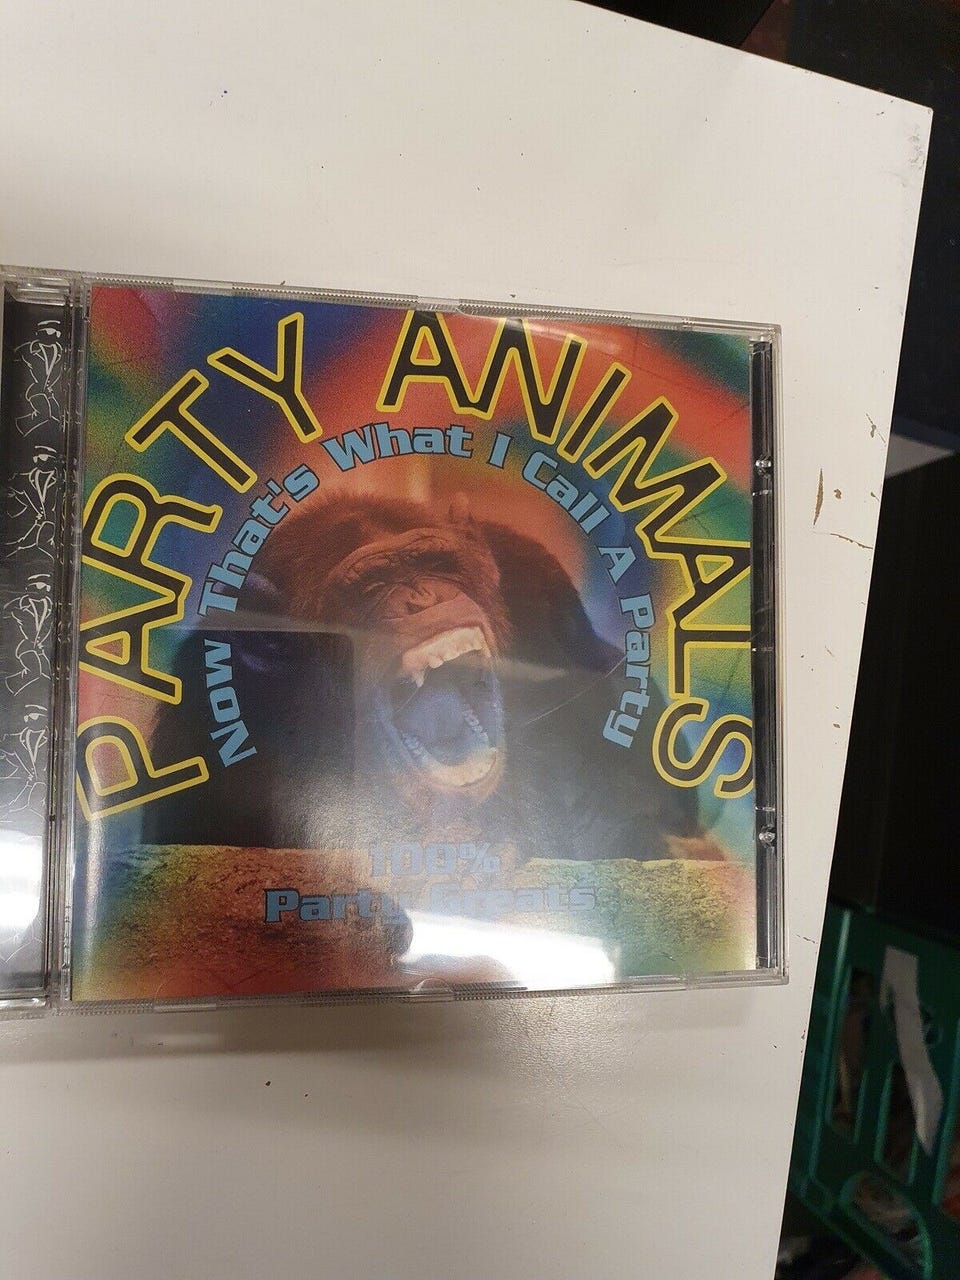 PARTY ANIMALS
Now That's What I Call A Party
100%
Party Greats